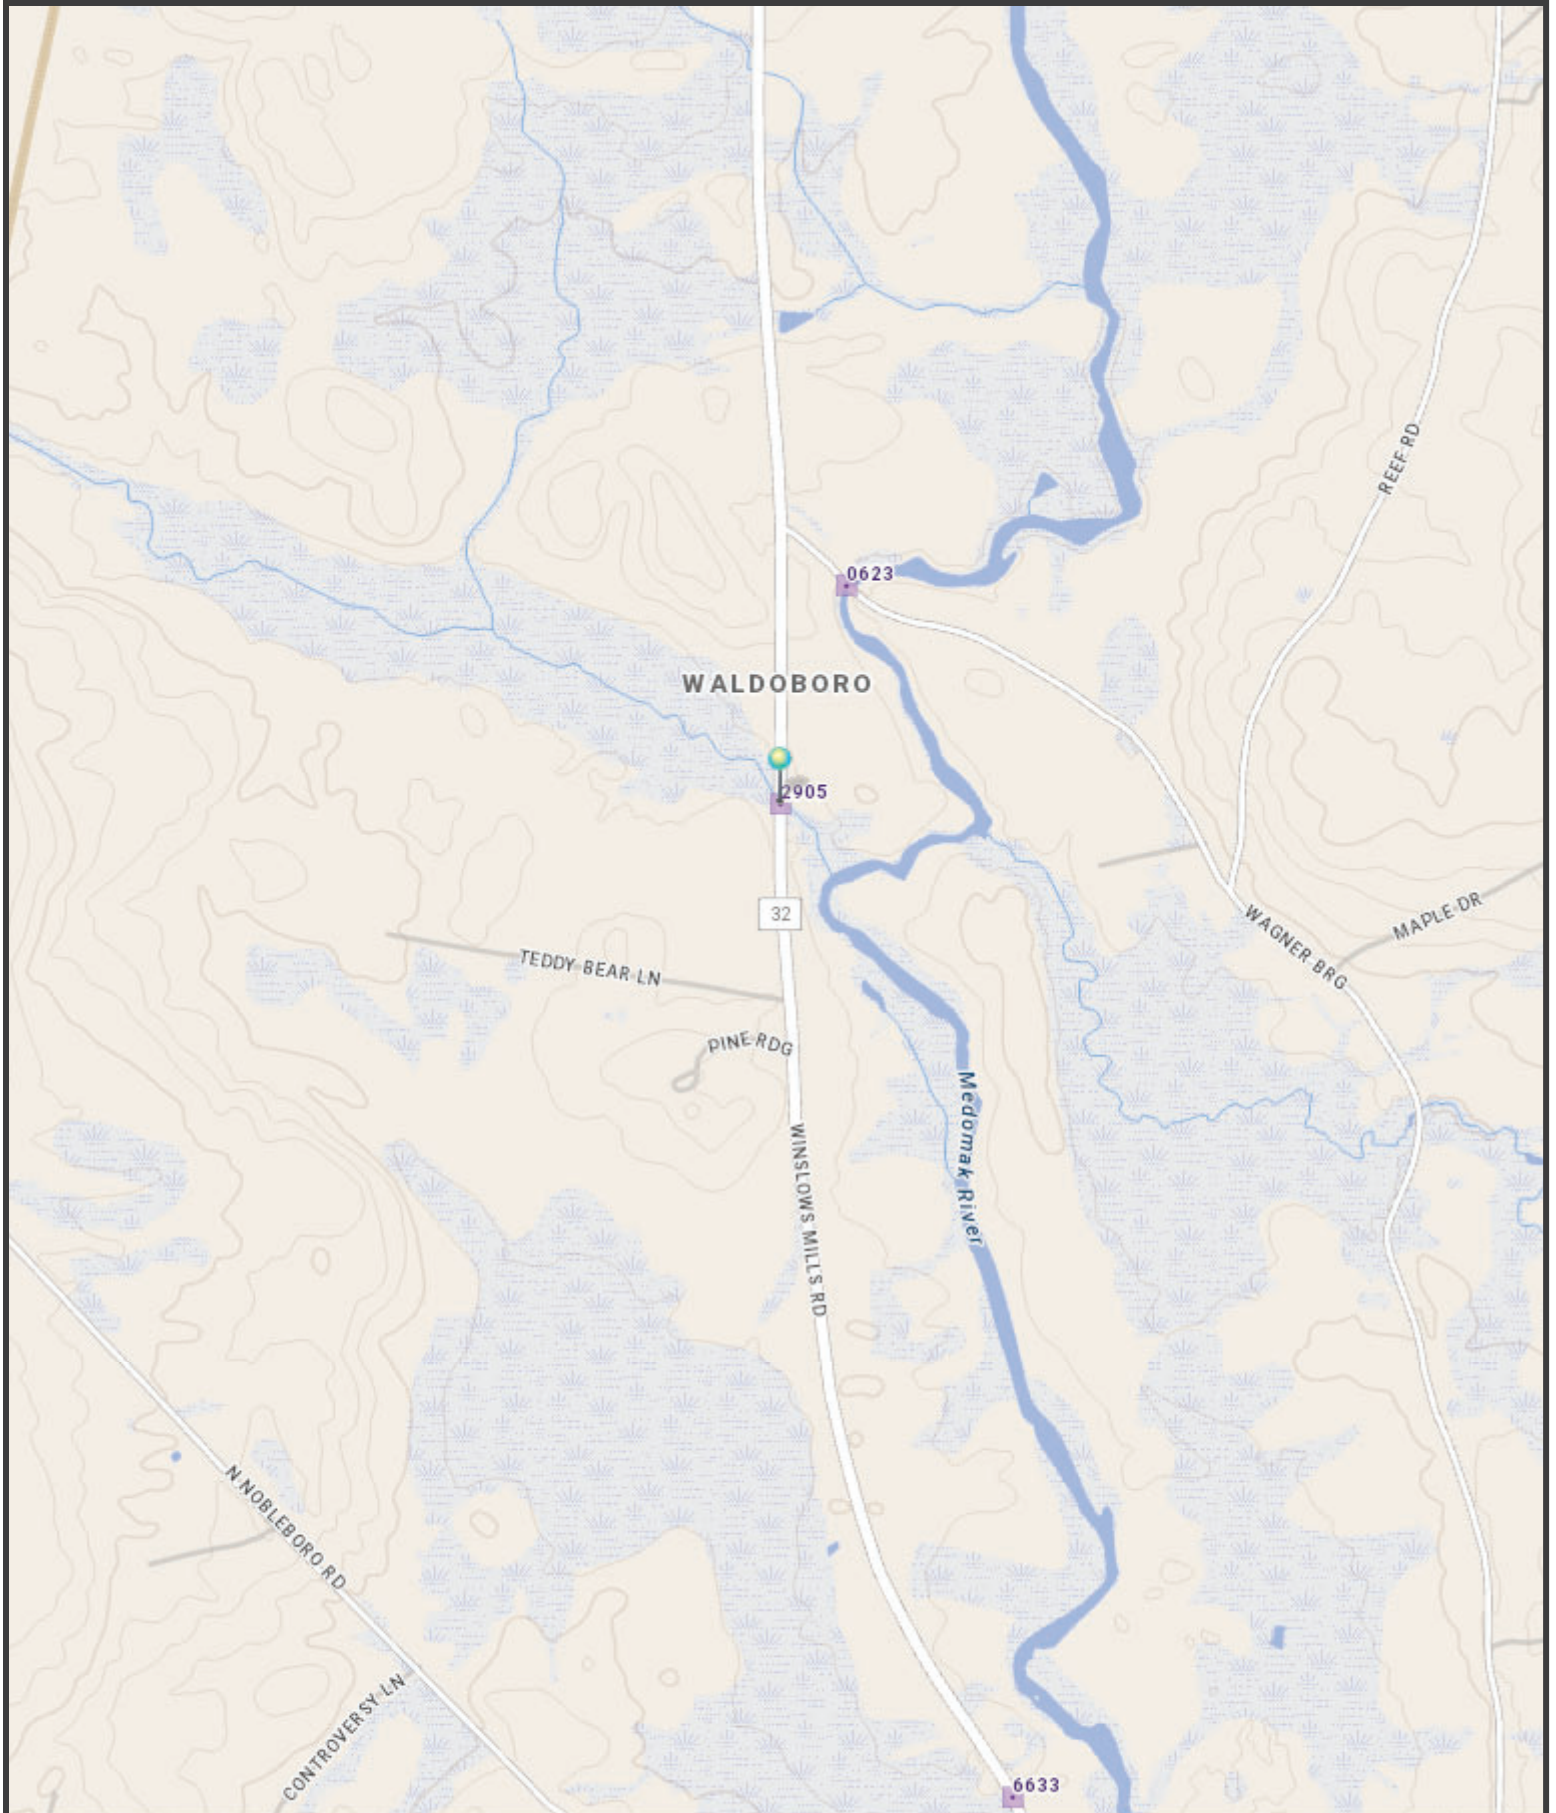 REEF RD
0623
WALDOBORO
2905
32
WAGNER BRG
MAPLE DR
TEDDY BEAR LN
PINE RDG
Medomak River
WINSLOWS MILLS RD
N NOBLEBORO RD
CONTROVERSY LN
6633